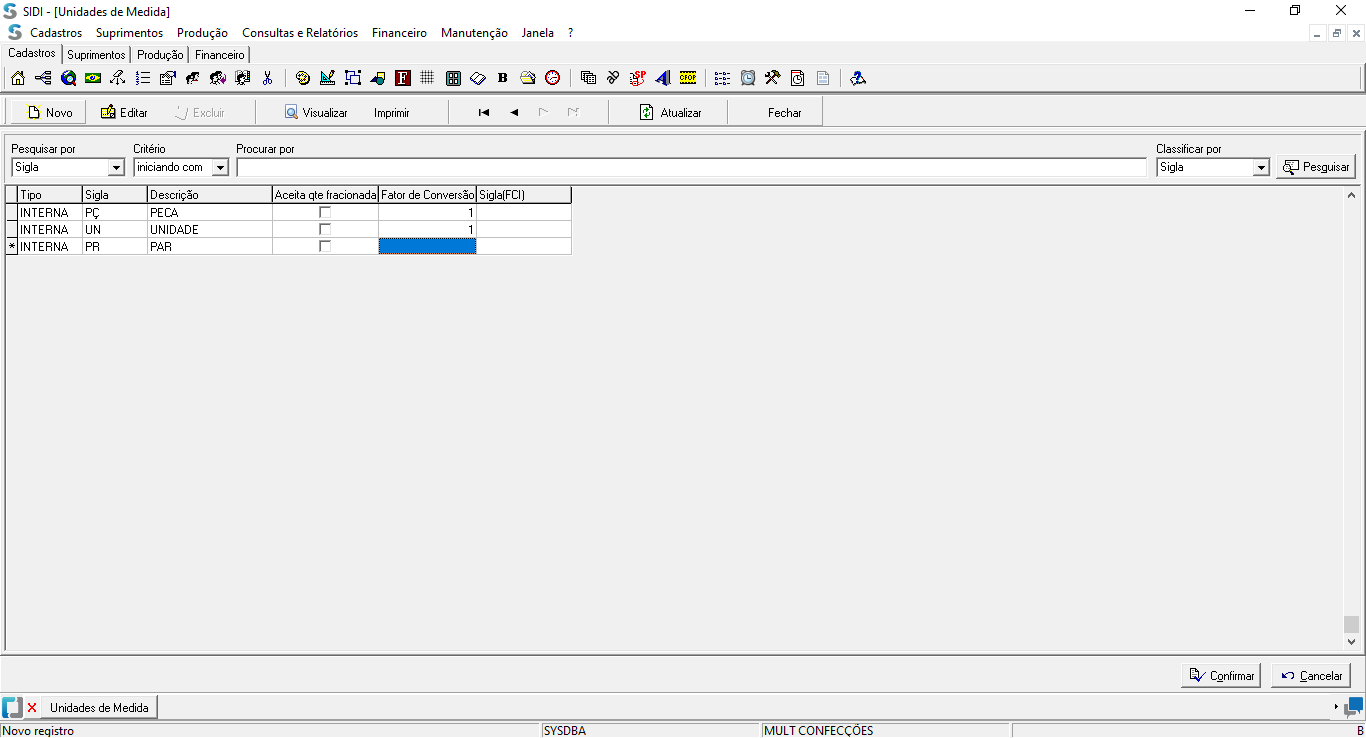 SIDI - [Unidades de Medida]
Cadastros Suprimentos Produção Consultas e Relatórios Financeiro Manutenção Janela ?
Cadastros Suprimentos Produção Financeiro
F B SP CFOP
Novo Editar Excluir Visualizar Imprimir Atualizar Fechar
Pesquisar por Critério Procurar por Classificar por
Sigla iniciando com Sigla Pesquisar
Tipo Sigla Descrição Aceita qte fracionada Fator de Conversão Sigla(FCI)
INTERNA PÇ PECA 1
INTERNA UN UNIDADE 1
* INTERNA PR PAR
Confirmar Cancelar
Unidades de Medida
Novo registro SYSDBA MULT CONFECÇÕES B